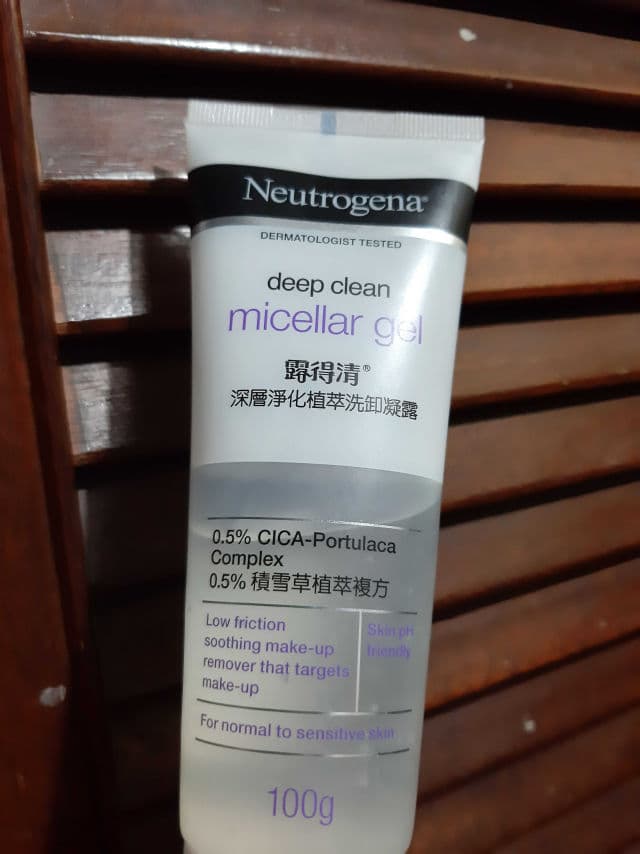 Neutrogena®
DERMATOLOGIST TESTED
deep clean
micellar gel
露得清®
深層淨化植萃洗卸凝露
0.5% CICA-Portulaca
Complex
0.5% 積雪草植萃複方
Low friction
soothing make-up
remover that targets
make-up
Skin pH
friendly
For normal to sensitive skin
100g